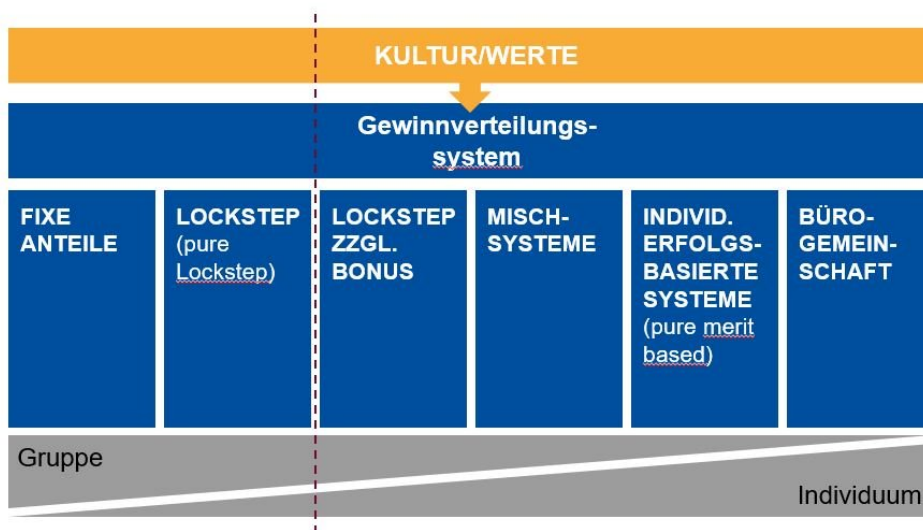 KULTUR/WERTE
Gewinnverteilungs-
system
FIXE
ANTEILE
LOCKSTEP
(pure
Lockstep)
LOCKSTEP
ZZGL.
BONUS
MISCH-
SYSTEME
INDIVID.
ERFOLGS-
BASIERTE
SYSTEME
(pure merit
based)
BÜRO-
GEMEIN-
SCHAFT
Gruppe
Individuum